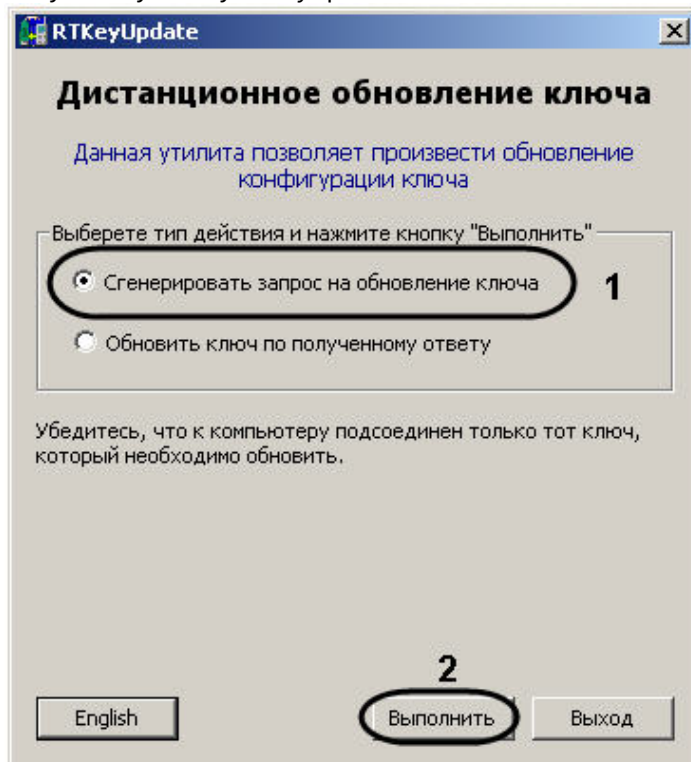 RTKeyUpdate
Дистанционное обновление ключа
Данная утилита позволяет произвести обновление
конфигурации ключа
Выберете тип действия и нажмите кнопку "Выполнить"
Сгенерировать запрос на обновление ключа
1
Обновить ключ по полученному ответу
Убедитесь, что к компьютеру подсоединен только тот ключ,
который необходимо обновить.
2
English
Выполнить
Выход